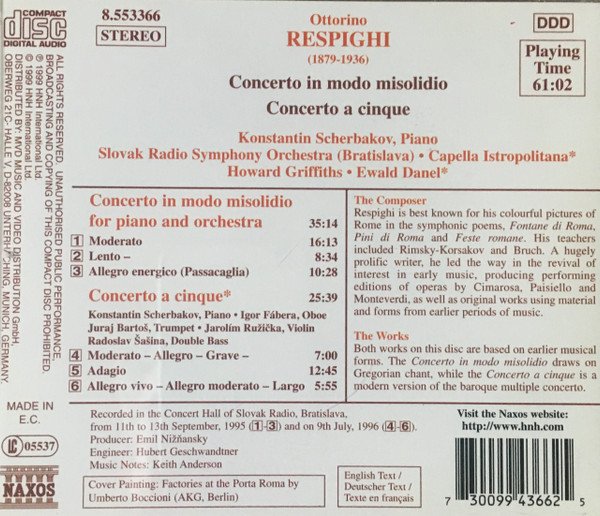 COMPACT
disc
DIGITAL AUDIO
8.553366
STEREO
Ottorino
RESPIGHI
(1879-1936)
Concerto in modo misolidio
Concerto a cinque
DDD
Playing
Time
61:02
Konstantin Scherbakov, Piano
Slovak Radio Symphony Orchestra (Bratislava) • Capella Istropolitana*
Howard Griffiths • Ewald Danel*
ALL RIGHTS RESERVED. UNAUTHORISED PUBLIC PERFORMANCE,
BROADCASTING AND COPYING OF THIS COMPACT DISC PROHIBITED.
℗ 1999 HNH International Ltd.
© 1999 HNH International Ltd.
DISTRIBUTED BY: MVD MUSIC AND VIDEO DISTRIBUTION GmbH,
OBERWEG 21C- HALLE V, D-82008 UNTERHACHING, MUNICH, GERMANY.
Concerto in modo misolidio
for piano and orchestra 35:14
1 Moderato 16:13
2 Lento – 8:34
3 Allegro energico (Passacaglia) 10:28
Concerto a cinque* 25:39
Konstantin Scherbakov, Piano • Igor Fábera, Oboe
Juraj Bartoš, Trumpet • Jarolím Ružička, Violin
Radoslav Šašina, Double Bass
4 Moderato – Allegro – Grave – 7:00
5 Adagio 12:45
6 Allegro vivo – Allegro moderato – Largo 5:55
The Composer
Respighi is best known for his colourful pictures of
Rome in the symphonic poems, Fontane di Roma,
Pini di Roma and Feste romane. His teachers
included Rimsky-Korsakov and Bruch. A hugely
prolific writer, he led the way in the revival of
interest in early music, producing performing
editions of operas by Cimarosa, Paisiello and
Monteverdi, as well as original works using material
and forms from earlier periods of music.
The Works
Both works on this disc are based on earlier musical
forms. The Concerto in modo misolidio draws on
Gregorian chant, while the Concerto a cinque is a
modern version of the baroque multiple concerto.
MADE IN
E.C.
LC 05537
NAXOS
Recorded in the Concert Hall of Slovak Radio, Bratislava,
from 11th to 13th September, 1995 (1-3) and on 9th July, 1996 (4-6).
Producer: Emil Nižňansky
Engineer: Hubert Geschwandtner
Music Notes: Keith Anderson
Cover Painting: Factories at the Porta Roma by
Umberto Boccioni (AKG, Berlin)
English Text /
Deutscher Text /
Texte en français
Visit the Naxos website:
http://www.hnh.com
7 30099 43662 5